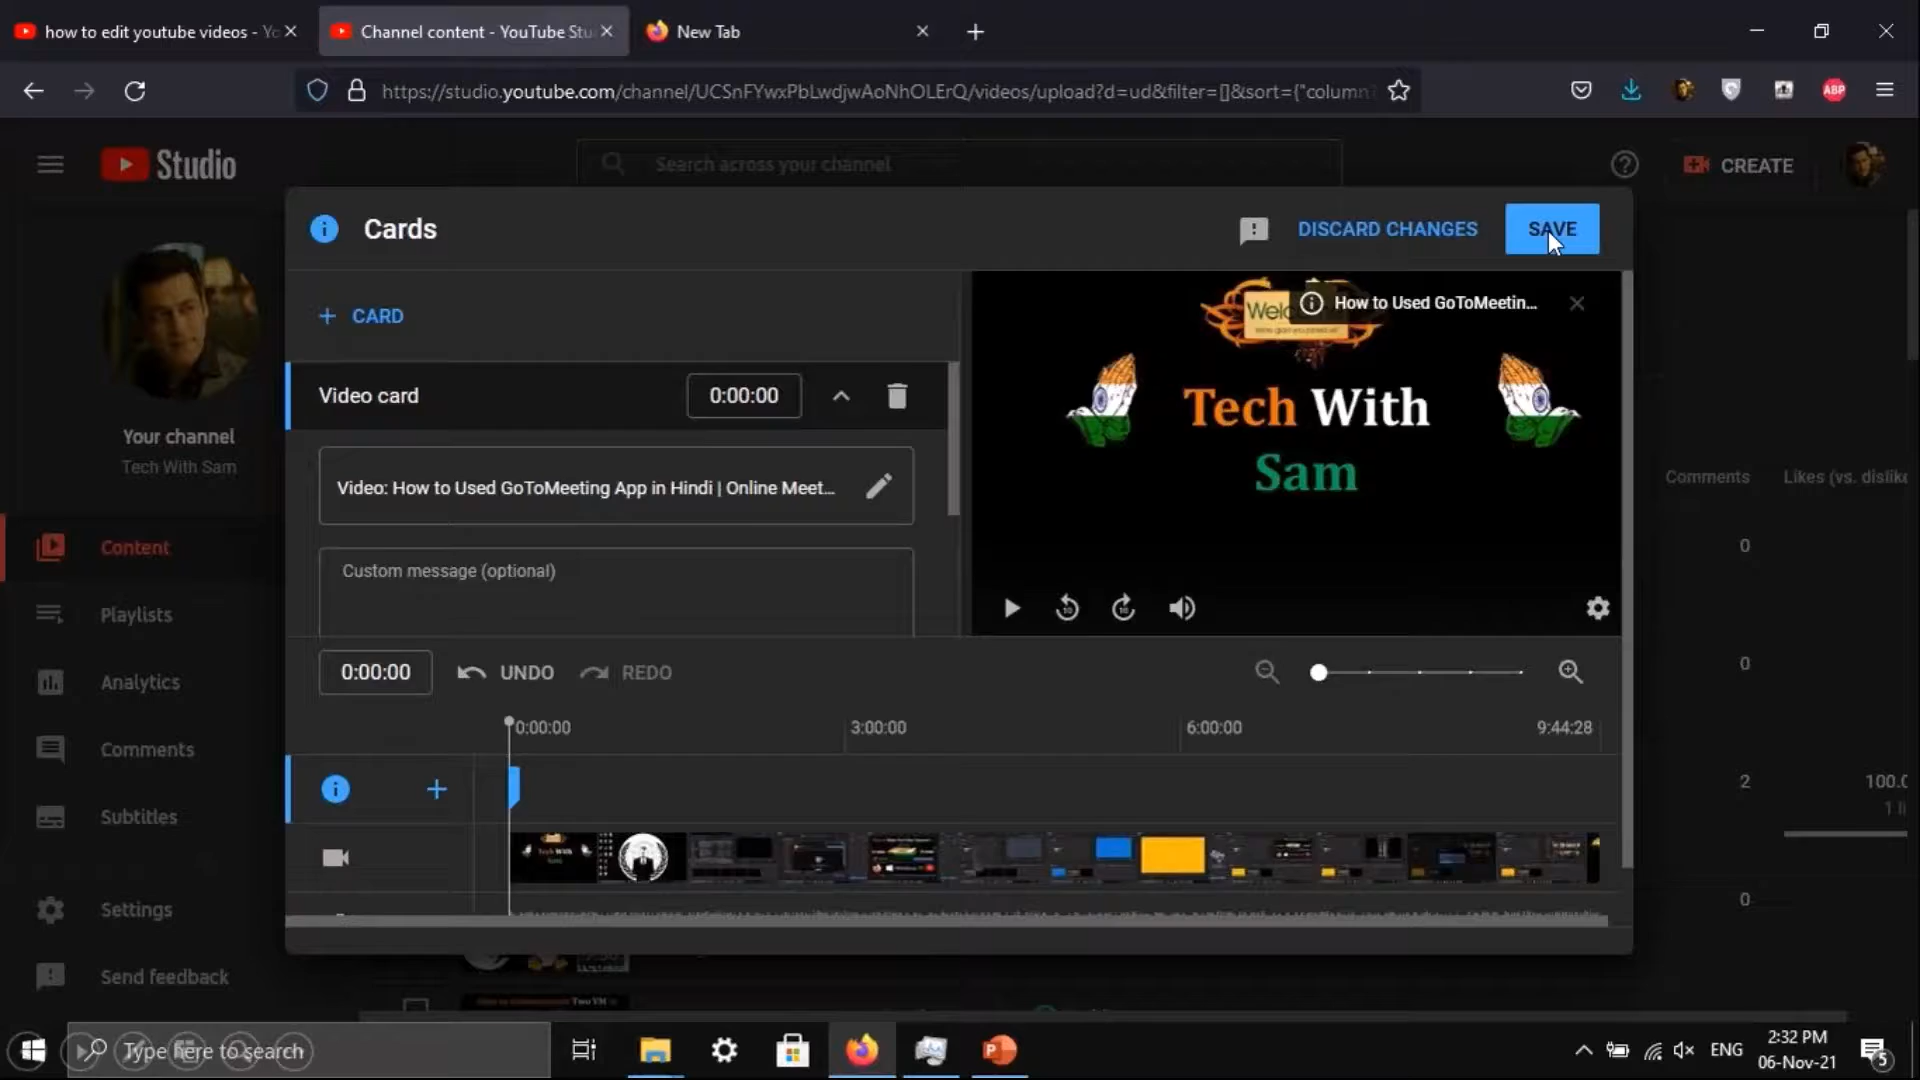 how to edit youtube videos - Yo
Channel content - YouTube Stu
New Tab
https://studio.youtube.com/channel/UCSnFYwxPbLwdjwAoNhOLErQ/videos/upload?d=ud&filter=[]&sort={"column
ABP
Studio
Search across your channel
CREATE
Cards
DISCARD CHANGES
SAVE
CARD
How to Used GoToMeetin...
Tech With
Sam
Video card
0:00:00
Video: How to Used GoToMeeting App in Hindi | Online Meet...
Custom message (optional)
Your channel
Tech With Sam
Comments
Likes (vs. dislike
Content
0
Playlists
0
0:00:00
UNDO
REDO
Analytics
0:00:00
3:00:00
6:00:00
9:44:28
Comments
2
100.0
Subtitles
Settings
0
Send feedback
Type here to search
ENG
2:32 PM
06-Nov-21
5